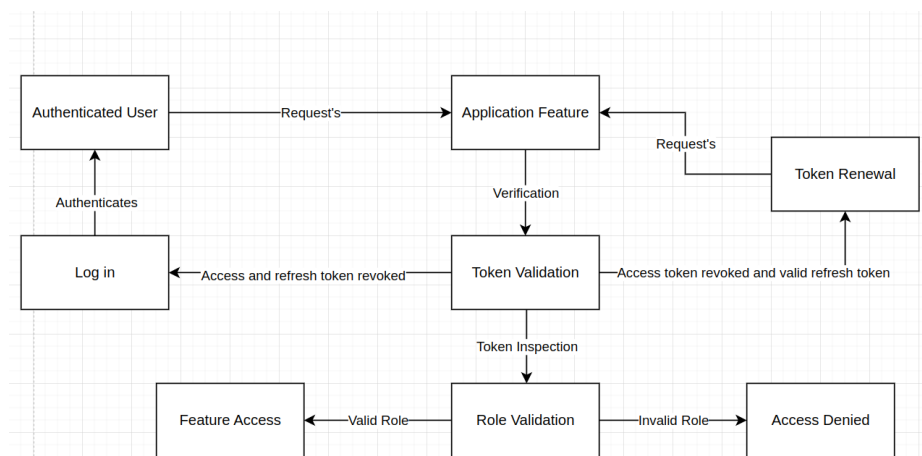 Authenticated User
Request's
Application Feature
Request's
Token Renewal
Verification
Authenticates
Log in
Access and refresh token revoked
Token Validation
Access token revoked and valid refresh token
Token Inspection
Feature Access
Valid Role
Role Validation
Invalid Role
Access Denied